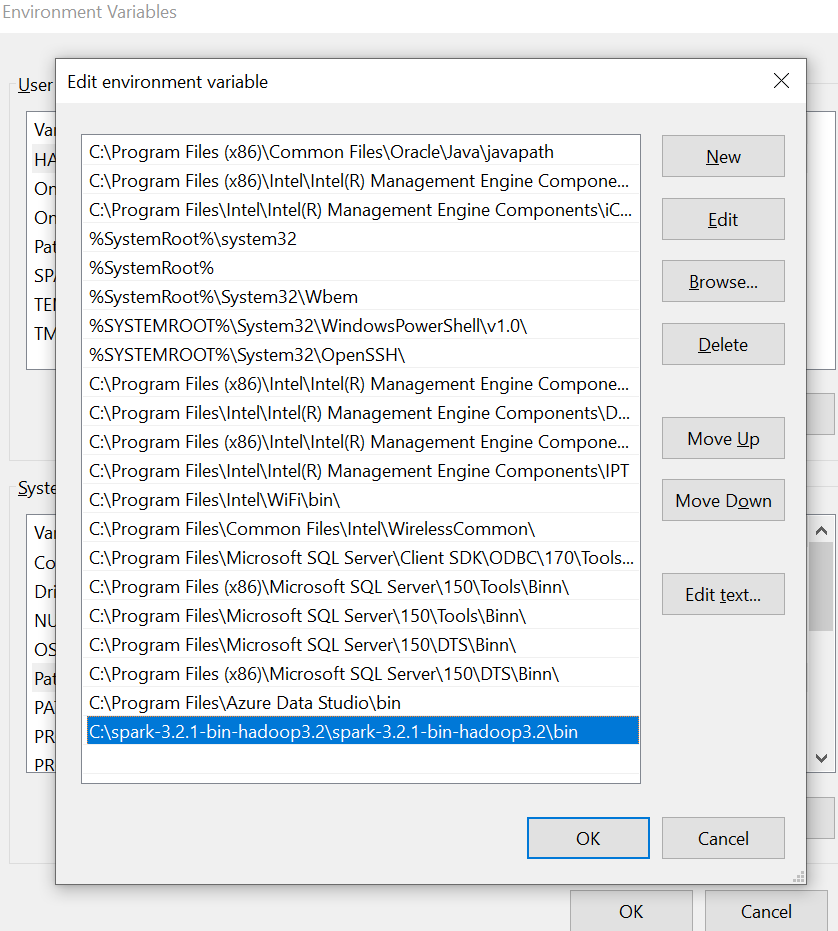 Environment Variables
Edit environment variable
User
Va
HA
On
On
Pat
SPA
TEM
TM
C:\Program Files (x86)\Common Files\Oracle\Java\javapath
C:\Program Files (x86)\Intel\Intel(R) Management Engine Compone...
C:\Program Files\Intel\Intel(R) Management Engine Components\iC...
%SystemRoot%\system32
%SystemRoot%
%SystemRoot%\System32\Wbem
%SYSTEMROOT%\System32\WindowsPowerShell\v1.0\
%SYSTEMROOT%\System32\OpenSSH\
C:\Program Files (x86)\Intel\Intel(R) Management Engine Compone...
C:\Program Files\Intel\Intel(R) Management Engine Components\D...
C:\Program Files (x86)\Intel\Intel(R) Management Engine Compone...
C:\Program Files\Intel\Intel(R) Management Engine Components\IPT
C:\Program Files\Intel\WiFi\bin\
C:\Program Files\Common Files\Intel\WirelessCommon\
C:\Program Files\Microsoft SQL Server\Client SDK\ODBC\170\Tools...
C:\Program Files (x86)\Microsoft SQL Server\150\Tools\Binn\
C:\Program Files\Microsoft SQL Server\150\Tools\Binn\
C:\Program Files\Microsoft SQL Server\150\DTS\Binn\
C:\Program Files (x86)\Microsoft SQL Server\150\DTS\Binn\
C:\Program Files\Azure Data Studio\bin
C:\spark-3.2.1-bin-hadoop3.2\spark-3.2.1-bin-hadoop3.2\bin
New
Edit
Browse...
Delete
Move Up
Move Down
Edit text...
Syste
Va
Co
Dri
NU
OS
Pat
PA
PR
PR
OK
Cancel
OK
Cancel